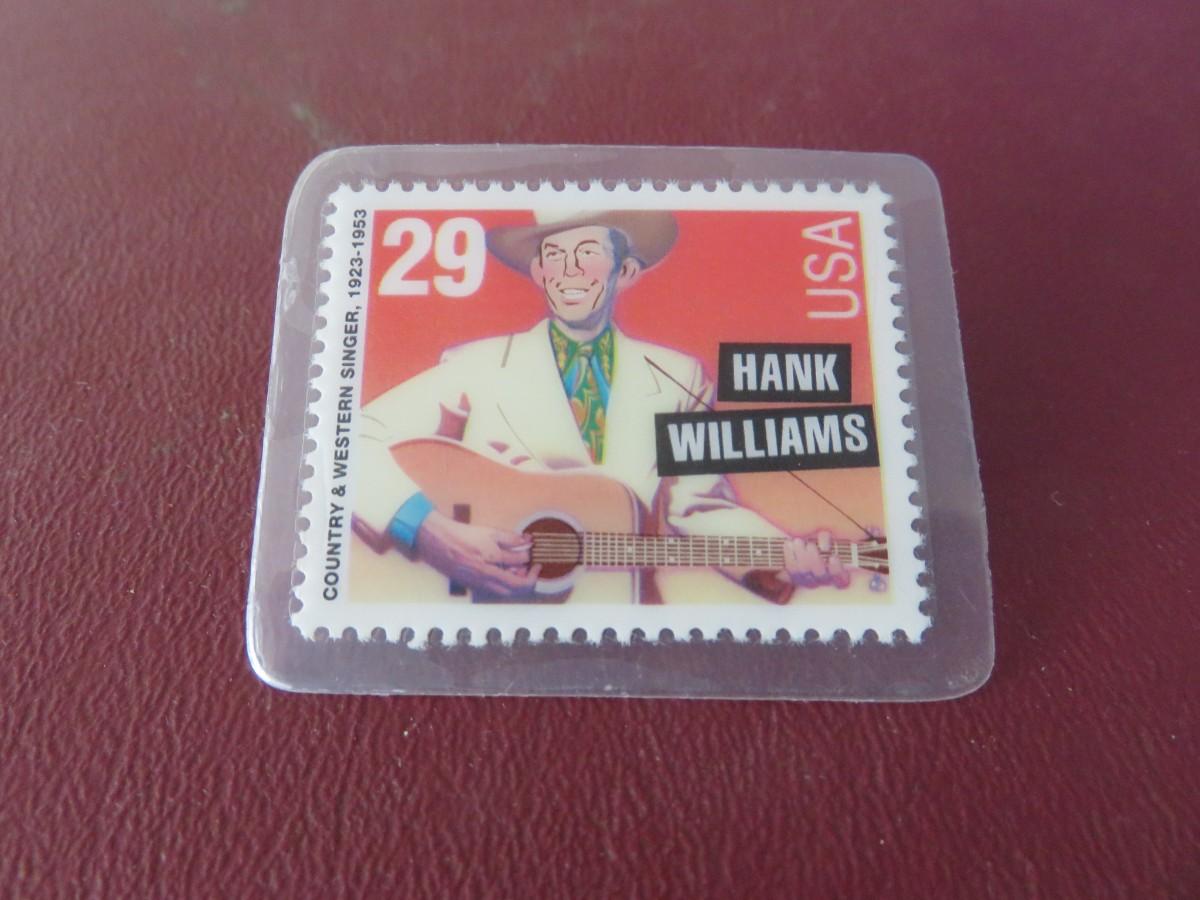 COUNTRY & WESTERN SINGER, 1923-1953
29
USA
HANK
WILLIAMS